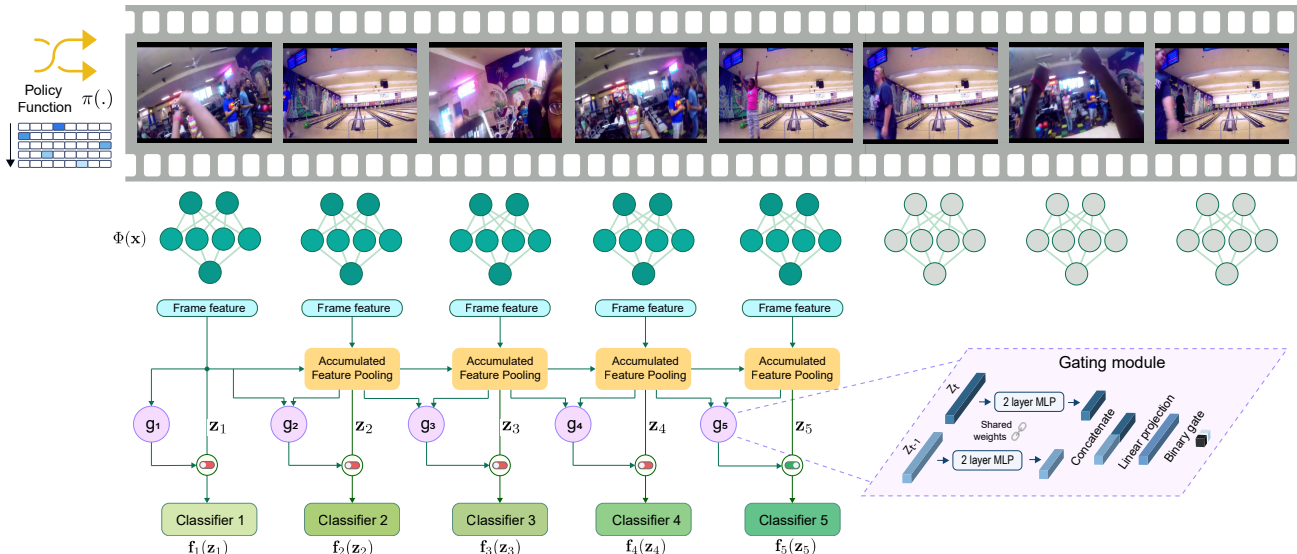 Policy
Function π(.)
Φ(x)
Frame feature Frame feature Frame feature Frame feature Frame feature
Accumulated Feature Pooling
Accumulated Feature Pooling
Accumulated Feature Pooling
Accumulated Feature Pooling
g₁ z₁ g₂ z₂ g₃ z₃ g₄ z₄ g₅ z₅
Classifier 1 Classifier 2 Classifier 3 Classifier 4 Classifier 5
f₁(z₁) f₂(z₂) f₃(z₃) f₄(z₄) f₅(z₅)
Gating module
Zt
2 layer MLP
Shared
weights
Zt-1
2 layer MLP
Concatenate
Linear projection
Binary gate